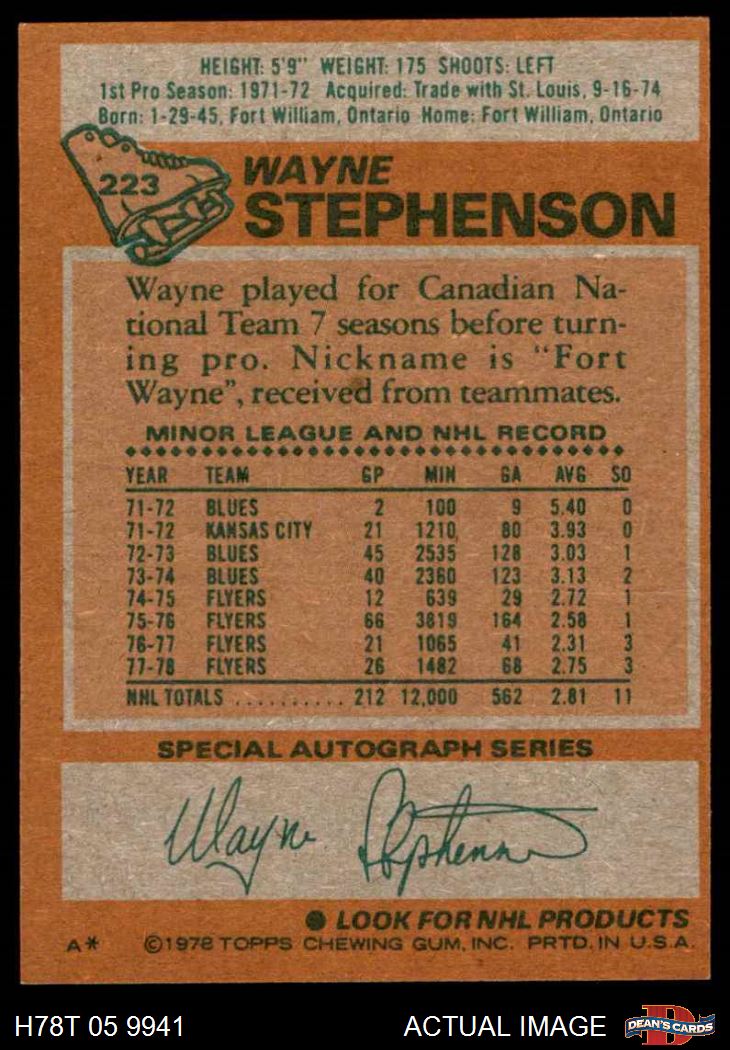 HEIGHT: 5'9" WEIGHT: 175 SHOOTS: LEFT
1st Pro Season: 1971-72 Acquired: Trade with St. Louis, 9-16-74
Born: 1-29-45, Fort William, Ontario Home: Fort William, Ontario
223
WAYNE
STEPHENSON
Wayne played for Canadian Na-
tional Team 7 seasons before turn-
ing pro. Nickname is "Fort
Wayne", received from teammates.
MINOR LEAGUE AND NHL RECORD
YEAR TEAM GP MIN GA AVG SO
71-72 BLUES 2 100 9 5.40 0
71-72 KANSAS CITY 21 1210 80 3.93 0
72-73 BLUES 45 2535 128 3.03 1
73-74 BLUES 40 2360 123 3.13 2
74-75 FLYERS 12 639 29 2.72 1
75-76 FLYERS 66 3819 164 2.58 1
76-77 FLYERS 21 1065 41 2.31 3
77-78 FLYERS 26 1482 68 2.75 3
NHL TOTALS .......... 212 12,000 562 2.81 11
SPECIAL AUTOGRAPH SERIES
Wayne Stephenson
● LOOK FOR NHL PRODUCTS
A* ©1978 TOPPS CHEWING GUM, INC. PRTD. IN U.S.A.
H78T 05 9941 ACTUAL IMAGE D DEAN'S CARDS